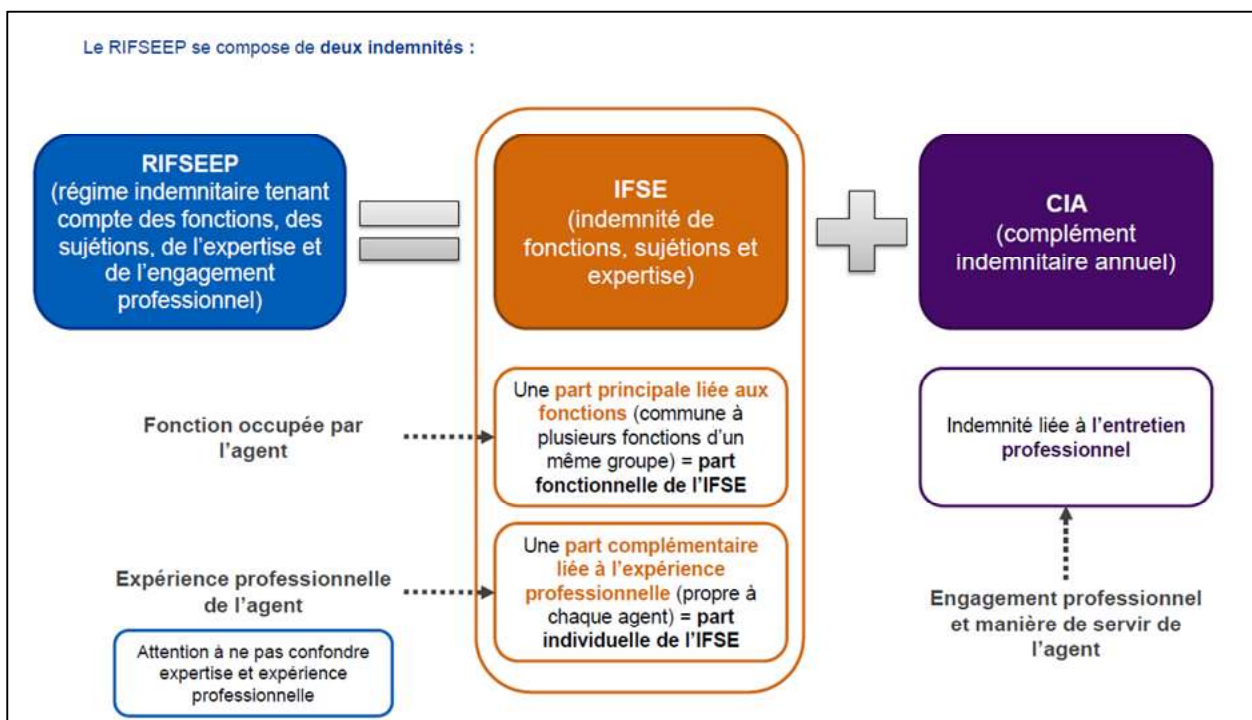 Le RIFSEEP se compose de deux indemnités :
RIFSEEP
(régime indemnitaire tenant
compte des fonctions, des
sujétions, de l'expertise et
de l'engagement
professionnel)
IFSE
(indemnité de
fonctions, sujétions et
expertise)
CIA
(complément
indemnitaire annuel)
Fonction occupée par
l'agent
Une part principale liée aux
fonctions (commune à
plusieurs fonctions d'un
même groupe) = part
fonctionnelle de l'IFSE
Indemnité liée à l'entretien
professionnel
Expérience professionnelle
de l'agent
Attention à ne pas confondre
expertise et expérience
professionnelle
Une part complémentaire
liée à l'expérience
professionnelle (propre à
chaque agent) = part
individuelle de l'IFSE
Engagement professionnel
et manière de servir de
l'agent